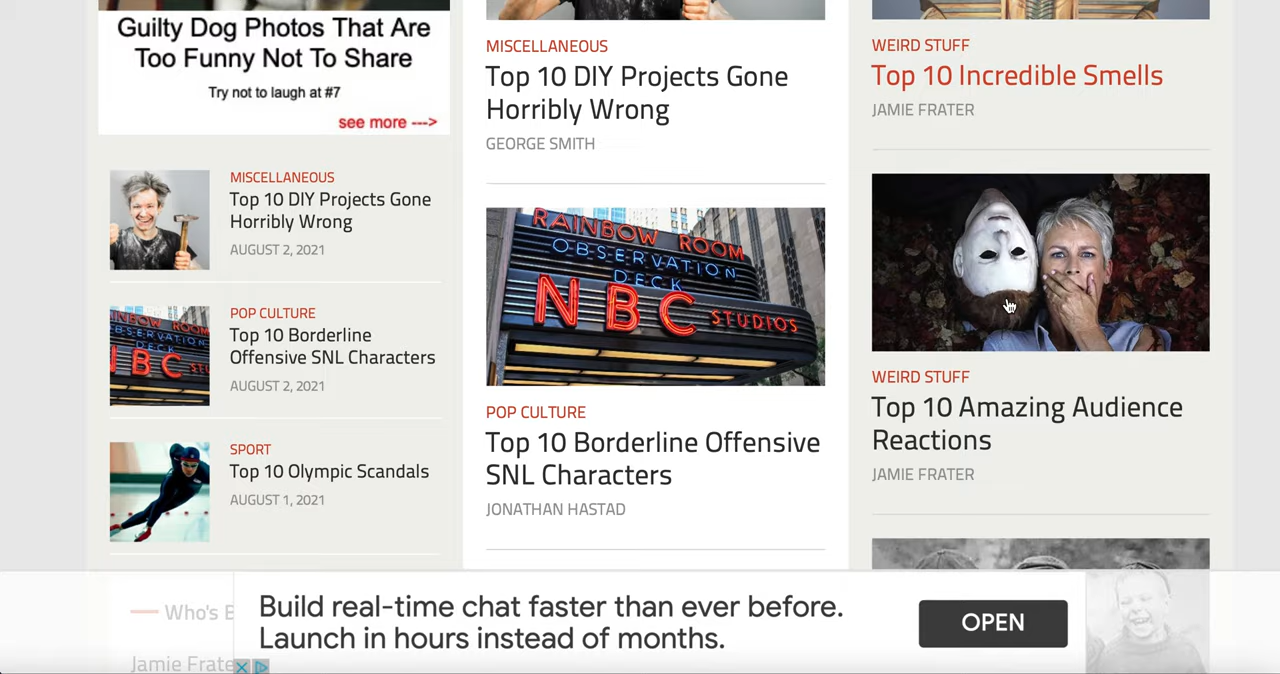 Guilty Dog Photos That Are
Too Funny Not To Share
Try not to laugh at #7
see more --->
MISCELLANEOUS
Top 10 DIY Projects Gone
Horribly Wrong
AUGUST 2, 2021
POP CULTURE
Top 10 Borderline
Offensive SNL Characters
AUGUST 2, 2021
SPORT
Top 10 Olympic Scandals
AUGUST 1, 2021
Who's B
Jamie Frate
MISCELLANEOUS
Top 10 DIY Projects Gone
Horribly Wrong
GEORGE SMITH
RAINBOW ROOM
OBSERVATION
DECK
NBC STUDIOS
POP CULTURE
Top 10 Borderline Offensive
SNL Characters
JONATHAN HASTAD
WEIRD STUFF
Top 10 Incredible Smells
JAMIE FRATER
WEIRD STUFF
Top 10 Amazing Audience
Reactions
JAMIE FRATER
Build real-time chat faster than ever before.
Launch in hours instead of months.
OPEN